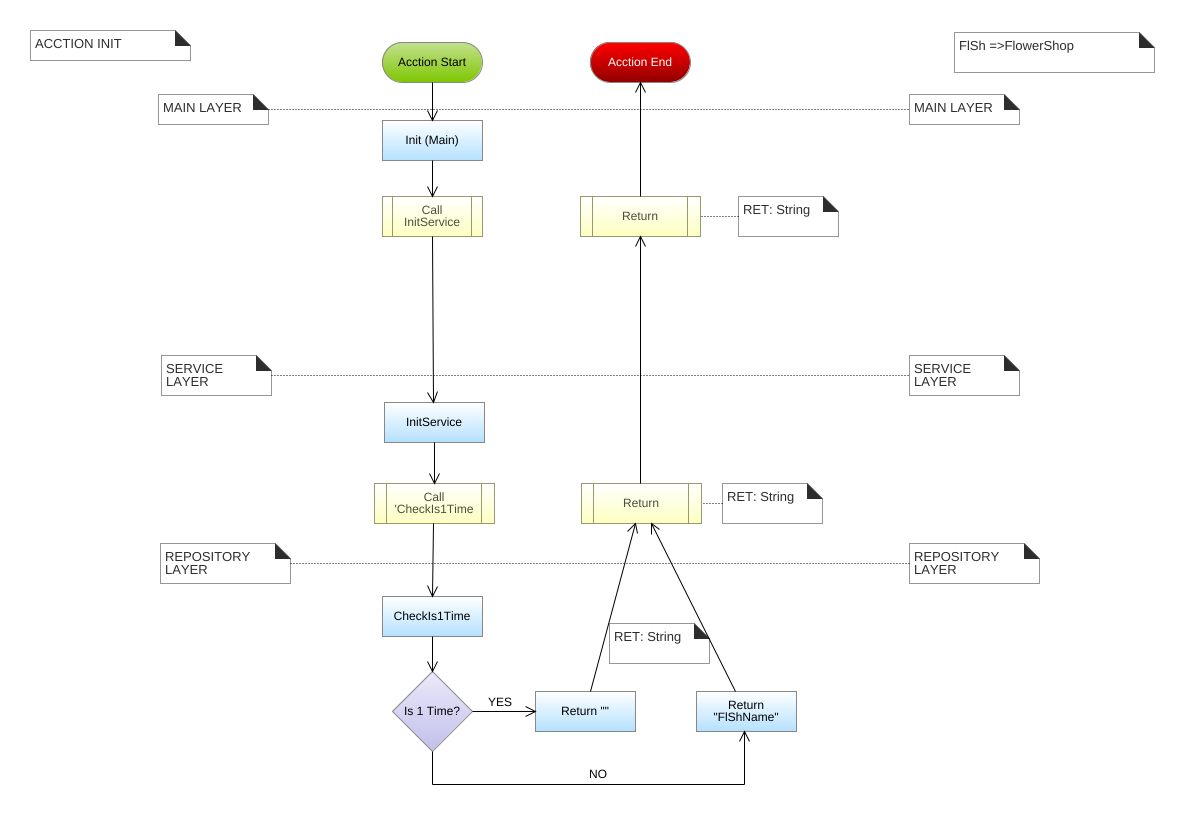 ACCTION INIT
Acction Start
Acction End
FlSh =>FlowerShop
MAIN LAYER
MAIN LAYER
Init (Main)
Call
InitService
Return
RET: String
SERVICE
LAYER
SERVICE
LAYER
InitService
Call
'CheckIs1Time
Return
RET: String
REPOSITORY
LAYER
REPOSITORY
LAYER
CheckIs1Time
RET: String
Is 1 Time?
YES
Return ""
Return
"FlShName"
NO